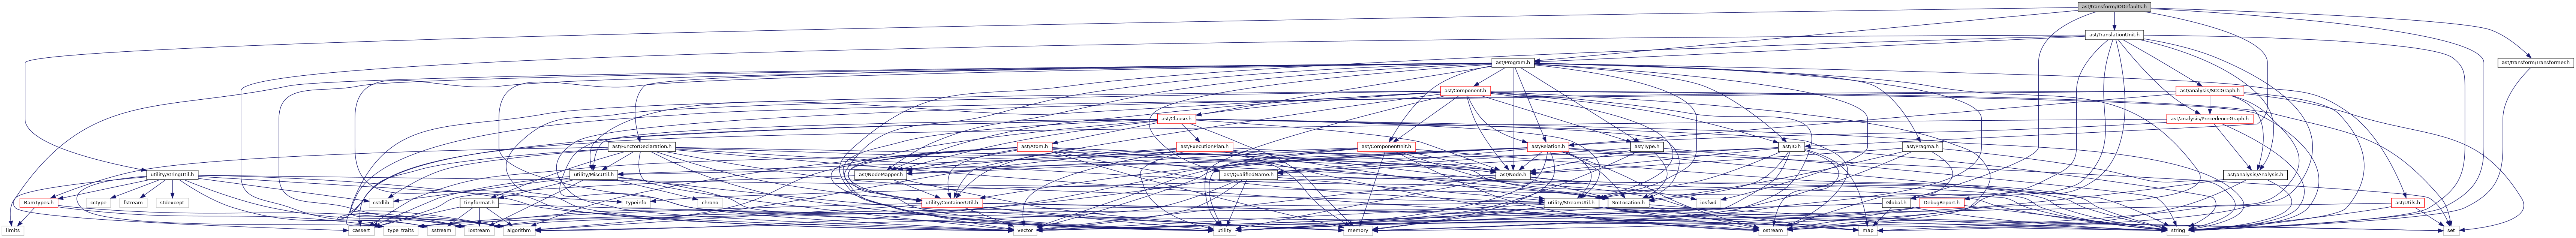 ast/transform/IODefaults.h
ast/TranslationUnit.h
ast/Program.h
ast/transform/Transformer.h
ast/Component.h
ast/analysis/SCCGraph.h
ast/Clause.h
ast/analysis/PrecedenceGraph.h
ast/FunctorDeclaration.h
ast/Atom.h
ast/ExecutionPlan.h
ast/ComponentInit.h
ast/Relation.h
ast/Type.h
ast/IO.h
ast/Pragma.h
utility/StringUtil.h
utility/MiscUtil.h
ast/NodeMapper.h
ast/QualifiedName.h
ast/Node.h
ast/analysis/Analysis.h
RamTypes.h
cctype
fstream
stdexcept
cstdlib
tinyformat.h
typeinfo
chrono
utility/ContainerUtil.h
utility/StreamUtil.h
SrcLocation.h
iosfwd
Global.h
DebugReport.h
ast/Utils.h
limits
cassert
type_traits
sstream
iostream
algorithm
vector
utility
memory
ostream
map
string
set